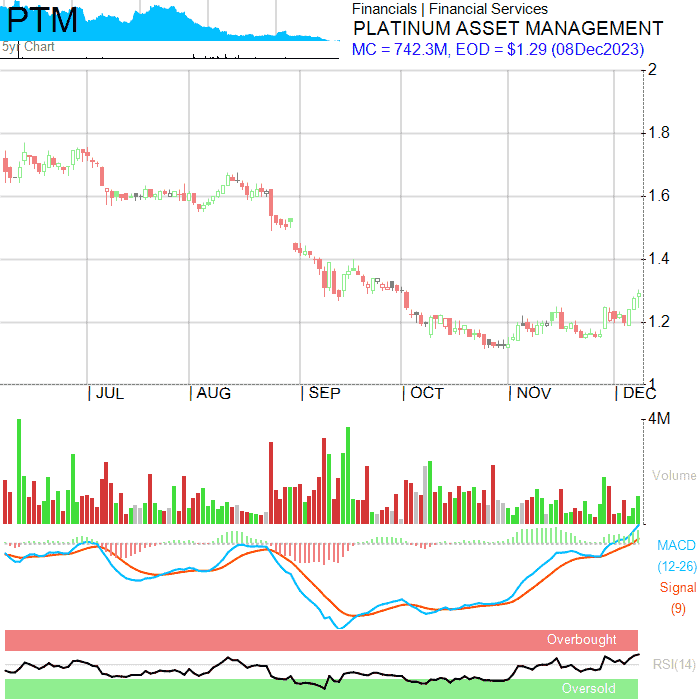 PTM
5yr Chart
Financials | Financial Services
PLATINUM ASSET MANAGEMENT
MC = 742.3M, EOD = $1.29 (08Dec2023)
2
1.8
1.6
1.4
1.2
1
JUL AUG SEP OCT NOV DEC
4M
Volume
MACD
(12-26)
Signal
(9)
Overbought
RSI(14)
Oversold